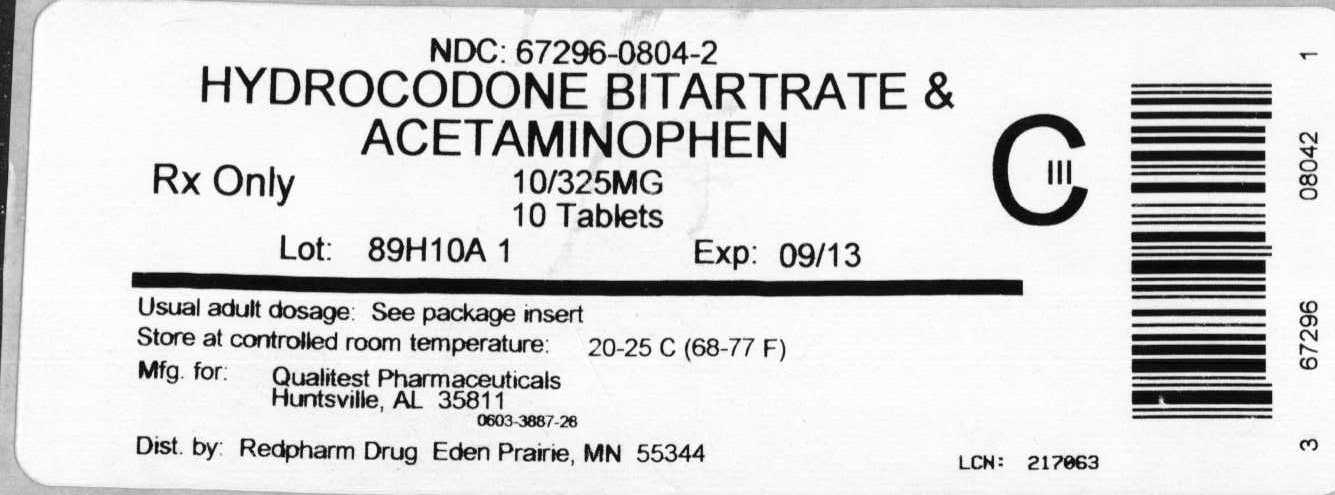 NDC: 67296-0804-2
HYDROCODONE BITARTRATE &
ACETAMINOPHEN
Rx Only
10/325MG
10 Tablets
C III
Lot: 89H10A 1 Exp: 09/13
Usual adult dosage: See package insert
Store at controlled room temperature: 20-25 C (68-77 F)
Mfg. for: Qualitest Pharmaceuticals
Huntsville, AL 35811
0603-3887-28
Dist. by: Redpharm Drug Eden Prairie, MN 55344
LCN: 217063
3 67296 08042 1